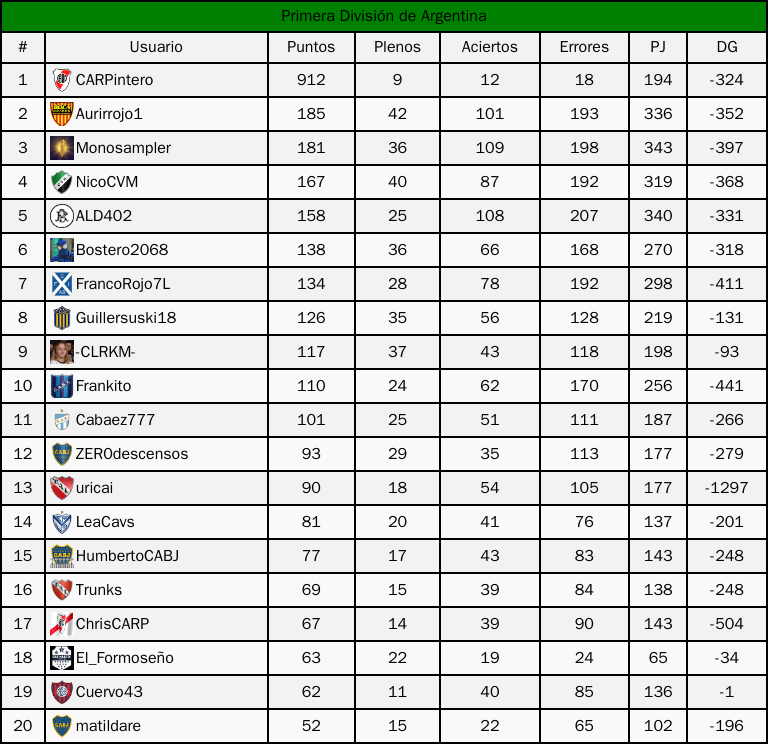 Primera División de Argentina
# Usuario Puntos Plenos Aciertos Errores PJ DG
1 CARPintero 912 9 12 18 194 -324
2 Aurirrojo1 185 42 101 193 336 -352
3 Monosampler 181 36 109 198 343 -397
4 NicoCVM 167 40 87 192 319 -368
5 ALD402 158 25 108 207 340 -331
6 Bostero2068 138 36 66 168 270 -318
7 FrancoRojo7L 134 28 78 192 298 -411
8 Guillersuski18 126 35 56 128 219 -131
9 -CLRKM- 117 37 43 118 198 -93
10 Frankito 110 24 62 170 256 -441
11 Cabaez777 101 25 51 111 187 -266
12 ZEROdescensos 93 29 35 113 177 -279
13 uricai 90 18 54 105 177 -1297
14 LeaCavs 81 20 41 76 137 -201
15 HumbertoCABJ 77 17 43 83 143 -248
16 Trunks 69 15 39 84 138 -248
17 ChrisCARP 67 14 39 90 143 -504
18 El_Formoseño 63 22 19 24 65 -34
19 Cuervo43 62 11 40 85 136 -1
20 matildare 52 15 22 65 102 -196